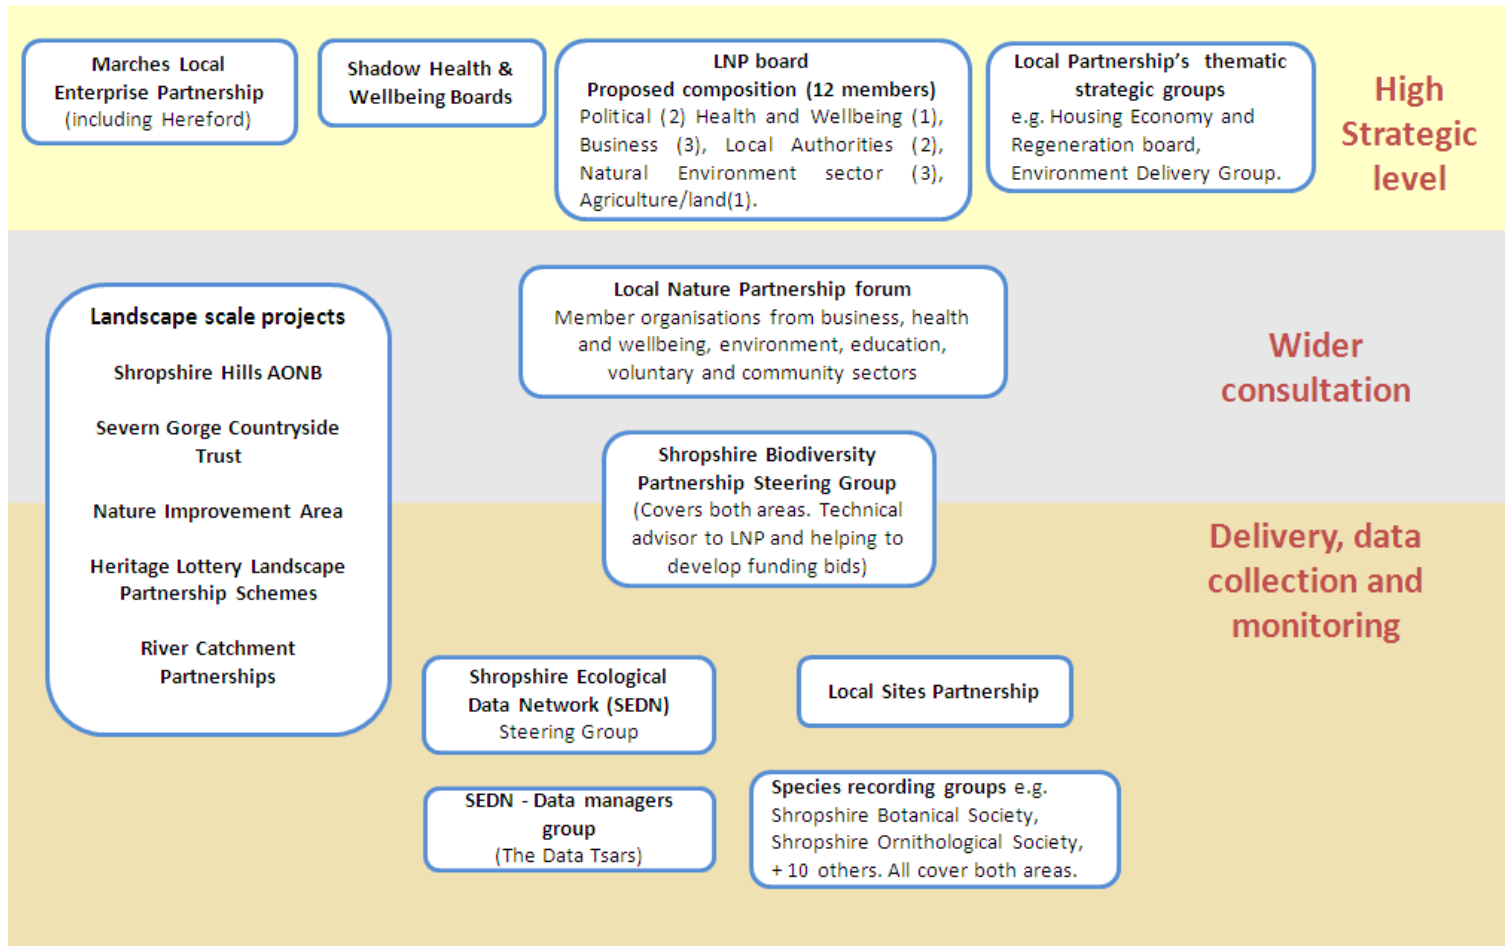 Marches Local
Enterprise Partnership
(including Hereford)
Shadow Health &
Wellbeing Boards
LNP board
Proposed composition (12 members)
Political (2) Health and Wellbeing (1),
Business (3), Local Authorities (2),
Natural Environment sector (3),
Agriculture/land(1).
Local Partnership's thematic
strategic groups
e.g. Housing Economy and
Regeneration board,
Environment Delivery Group.
High
Strategic
level
Landscape scale projects
Shropshire Hills AONB
Severn Gorge Countryside
Trust
Nature Improvement Area
Heritage Lottery Landscape
Partnership Schemes
River Catchment
Partnerships
Local Nature Partnership forum
Member organisations from business, health
and wellbeing, environment, education,
voluntary and community sectors
Wider
consultation
Shropshire Biodiversity
Partnership Steering Group
(Covers both areas. Technical
advisor to LNP and helping to
develop funding bids)
Delivery, data
collection and
monitoring
Shropshire Ecological
Data Network (SEDN)
Steering Group
Local Sites Partnership
SEDN - Data managers
group
(The Data Tsars)
Species recording groups e.g.
Shropshire Botanical Society,
Shropshire Ornithological Society,
+ 10 others. All cover both areas.